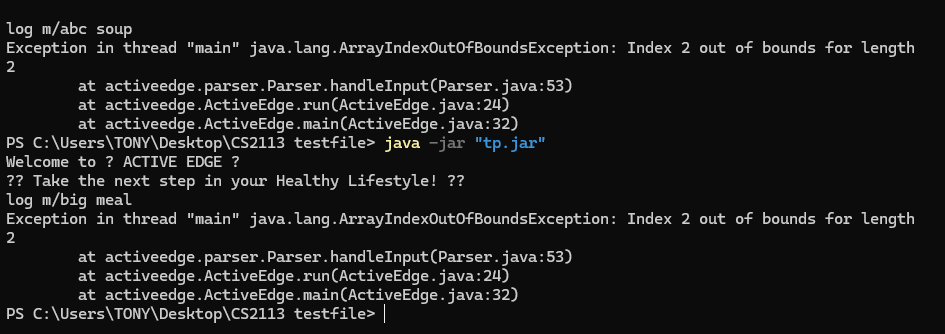 log m/abc soup
Exception in thread "main" java.lang.ArrayIndexOutOfBoundsException: Index 2 out of bounds for length
2
        at activeedge.parser.Parser.handleInput(Parser.java:53)
        at activeedge.ActiveEdge.run(ActiveEdge.java:24)
        at activeedge.ActiveEdge.main(ActiveEdge.java:32)
PS C:\Users\TONY\Desktop\CS2113 testfile> java -jar "tp.jar"
Welcome to ? ACTIVE EDGE ?
?? Take the next step in your Healthy Lifestyle! ??
log m/big meal
Exception in thread "main" java.lang.ArrayIndexOutOfBoundsException: Index 2 out of bounds for length
2
        at activeedge.parser.Parser.handleInput(Parser.java:53)
        at activeedge.ActiveEdge.run(ActiveEdge.java:24)
        at activeedge.ActiveEdge.main(ActiveEdge.java:32)
PS C:\Users\TONY\Desktop\CS2113 testfile>